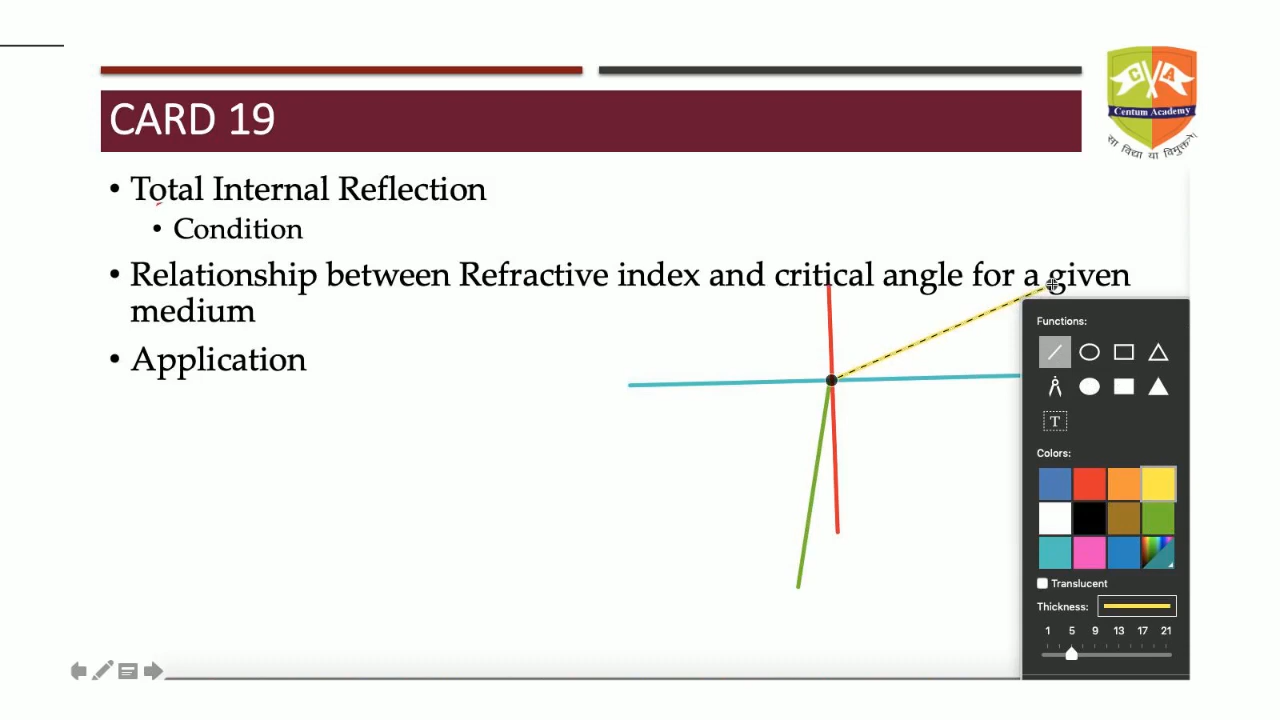 CARD 19
C A
Centum Academy
सा विद्या या विमुक्तये
• Total Internal Reflection
• Condition
• Relationship between Refractive index and critical angle for a given
medium
• Application
Functions:
T
Colors:
Translucent
Thickness:
1 5 9 13 17 21